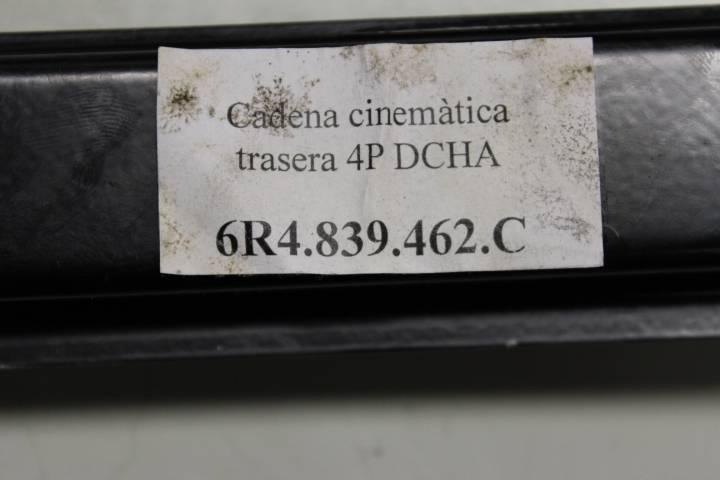 Cadena cinemàtica
trasera 4P DCHA
6R4.839.462.C